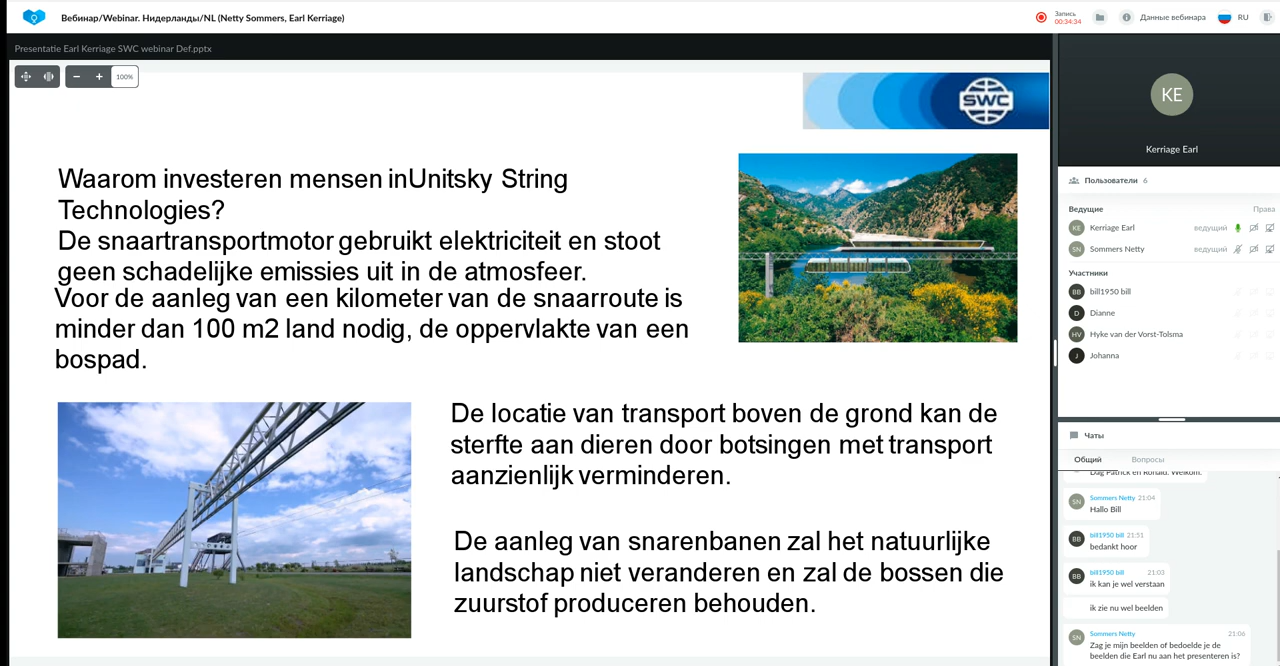 Вебинар/Webinar. Нидерланды/NL (Netty Sommers, Earl Kerriage)
Запись
00:34:34
Данные вебинара
RU
Presentatie Earl Kerriage SWC webinar Def.pptx
100%
SWC
Waarom investeren mensen inUnitsky String
Technologies?
De snaartransportmotor gebruikt elektriciteit en stoot
geen schadelijke emissies uit in de atmosfeer.
Voor de aanleg van een kilometer van de snaarroute is
minder dan 100 m2 land nodig, de oppervlakte van een
bospad.
De locatie van transport boven de grond kan de
sterfte aan dieren door botsingen met transport
aanzienlijk verminderen.
De aanleg van snarenbanen zal het natuurlijke
landschap niet veranderen en zal de bossen die
zuurstof produceren behouden.
KE
Kerriage Earl
Пользователи 6
Ведущие Права
KE Kerriage Earl ведущий
SN Sommers Netty ведущий
Участники
BB bill1950 bill
D Dianne
HV Hyke van der Vorst-Tolsma
J Johanna
Чаты
Общий Вопросы
Dag Patrick en Ronald. Welkom.
SN Sommers Netty 21:04
Hallo Bill
BB bill1950 bill 21:51
bedankt hoor
BB bill1950 bill 21:03
ik kan je wel verstaan
ik zie nu wel beelden
SN Sommers Netty 21:06
Zag je mijn beelden of bedoelde je de
beelden die Earl nu aan het presenteren is?